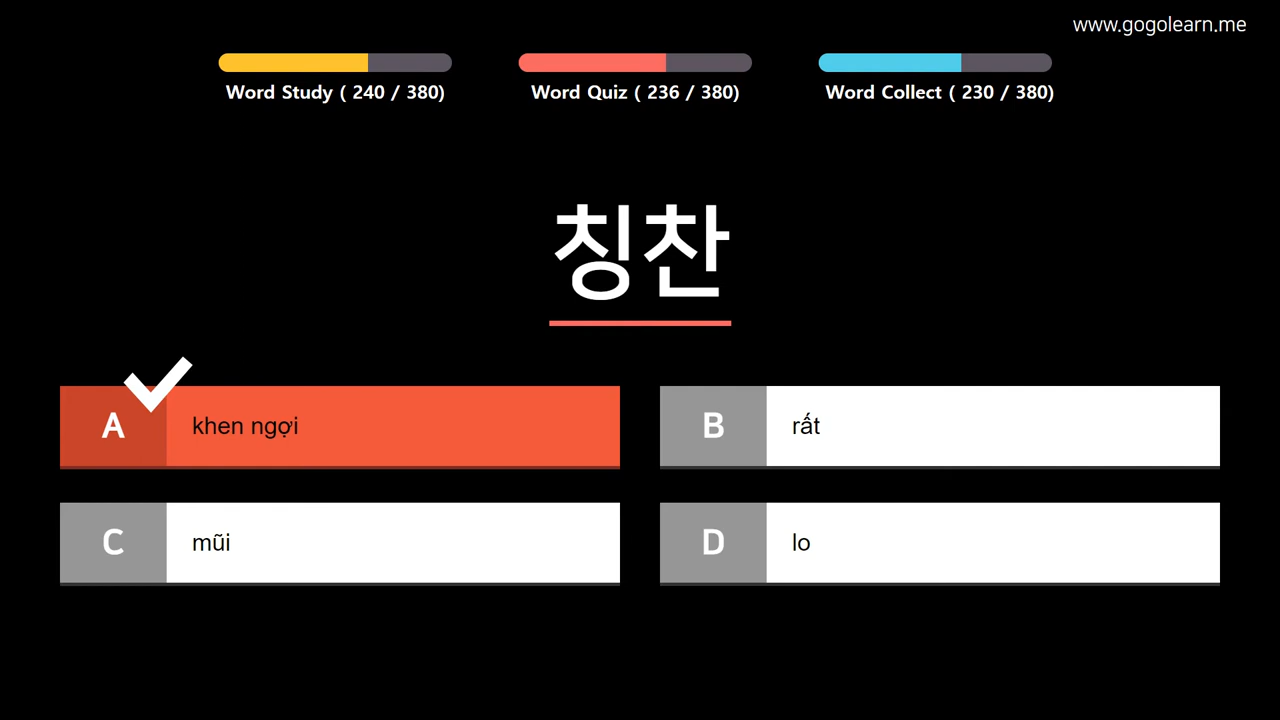 www.gogolearn.me
Word Study ( 240 / 380)
Word Quiz ( 236 / 380)
Word Collect ( 230 / 380)
칭찬
A khen ngợi
B rất
C mũi
D lo